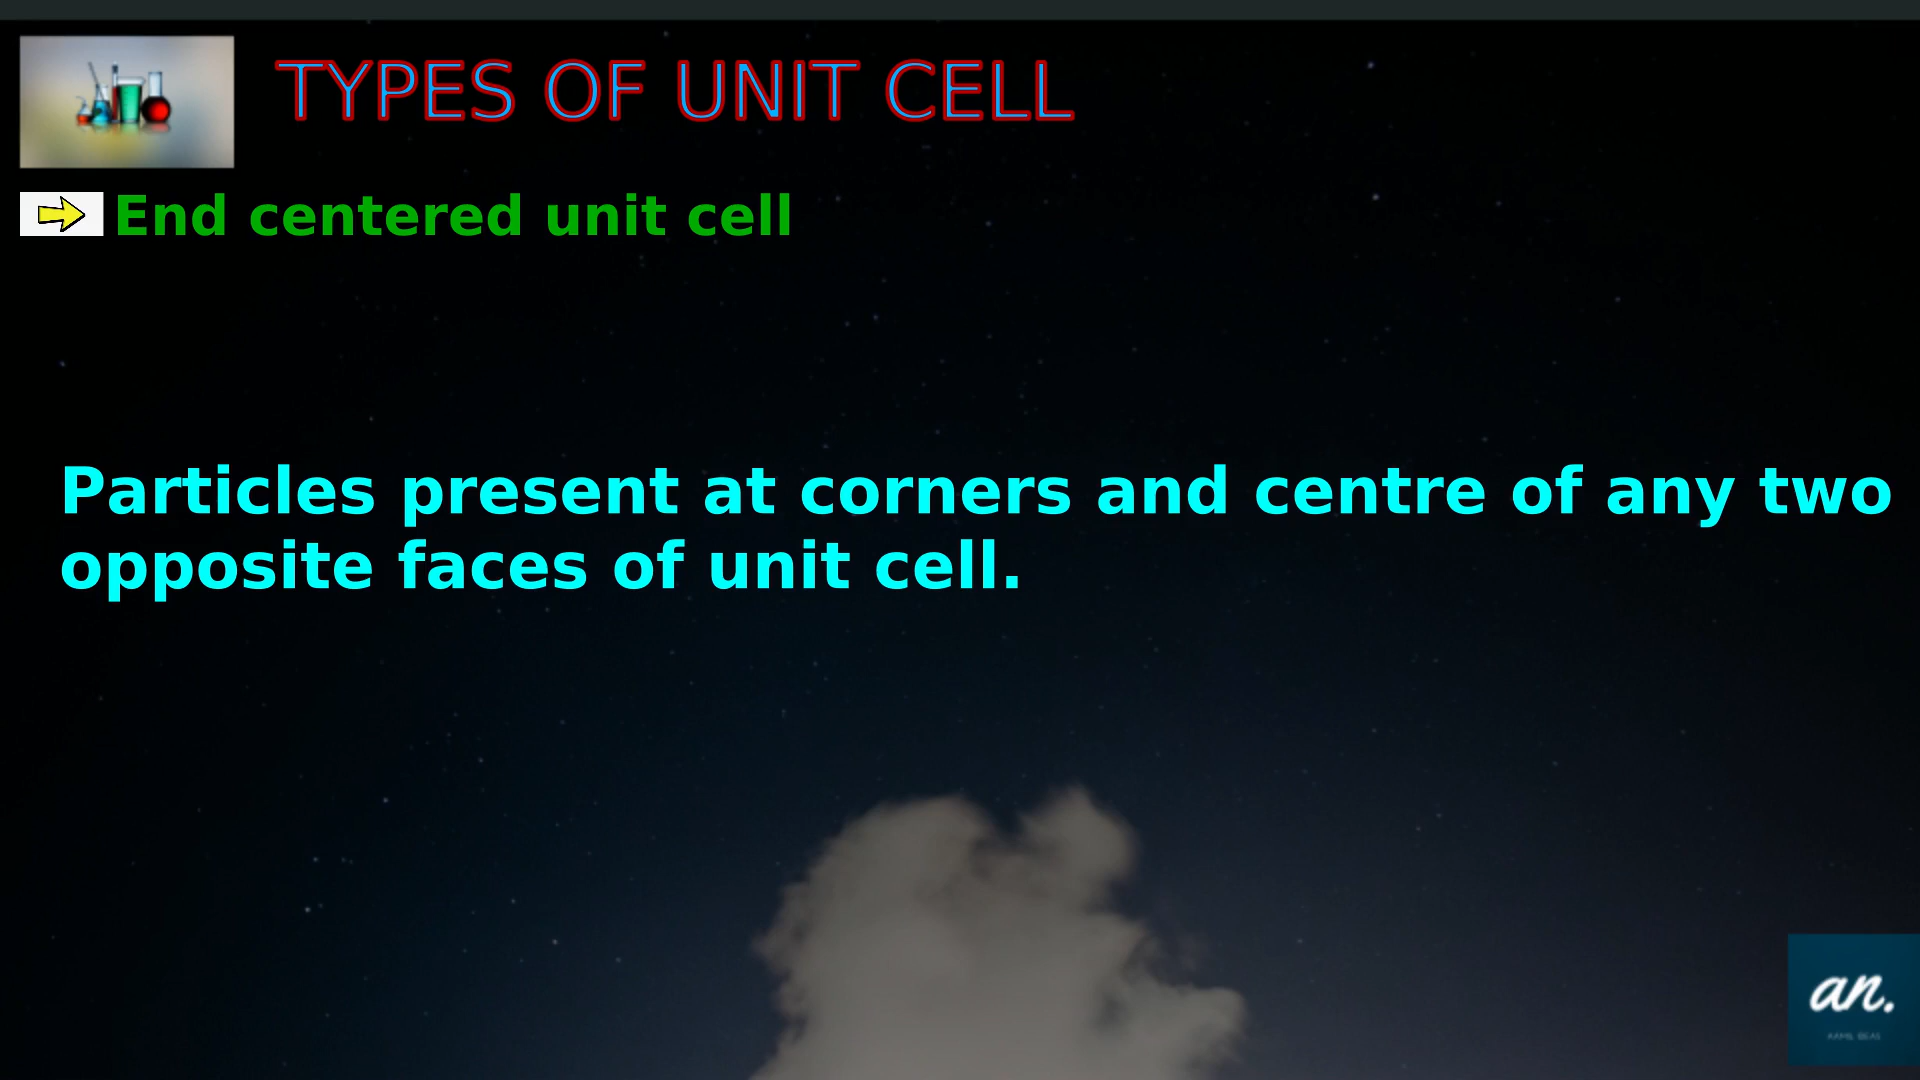 TYPES OF UNIT CELL
End centered unit cell
Particles present at corners and centre of any two
opposite faces of unit cell.
an.